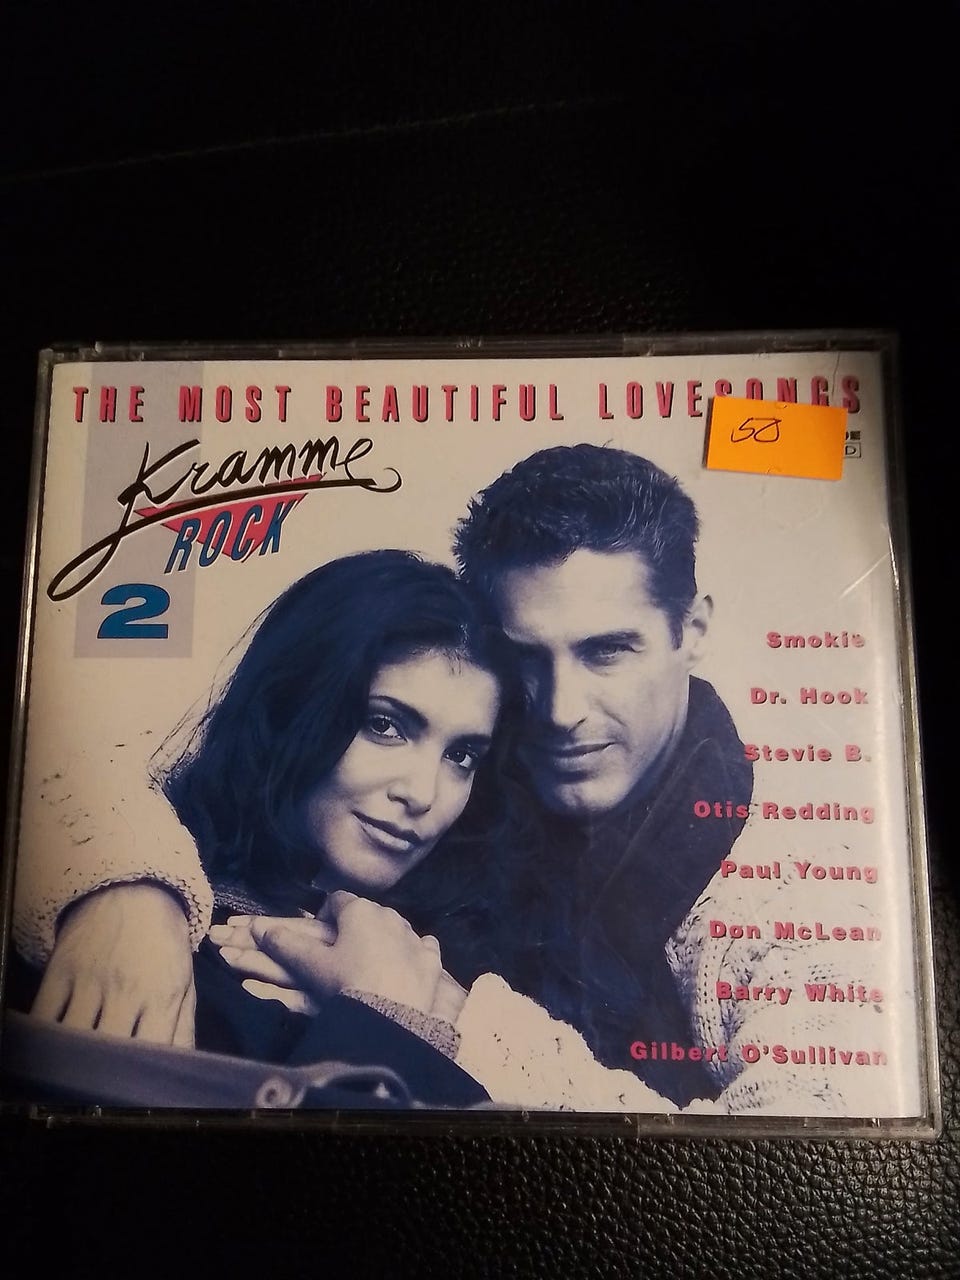 THE MOST BEAUTIFUL LOVESONGS
Kramme
ROCK
2
50
Smokie
Dr. Hook
Stevie B.
Otis Redding
Paul Young
Don McLean
Barry White
Gilbert O'Sullivan